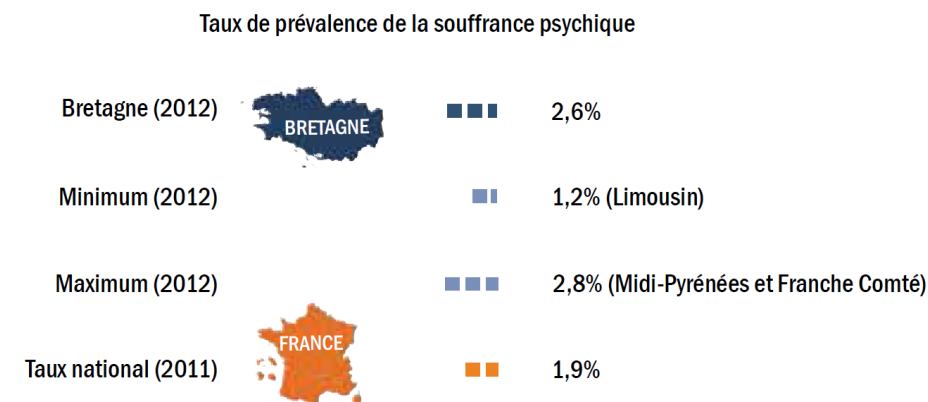 Taux de prévalence de la souffrance psychique
Bretagne (2012) BRETAGNE 2,6%
Minimum (2012) 1,2% (Limousin)
Maximum (2012) 2,8% (Midi-Pyrénées et Franche Comté)
FRANCE
Taux national (2011) 1,9%